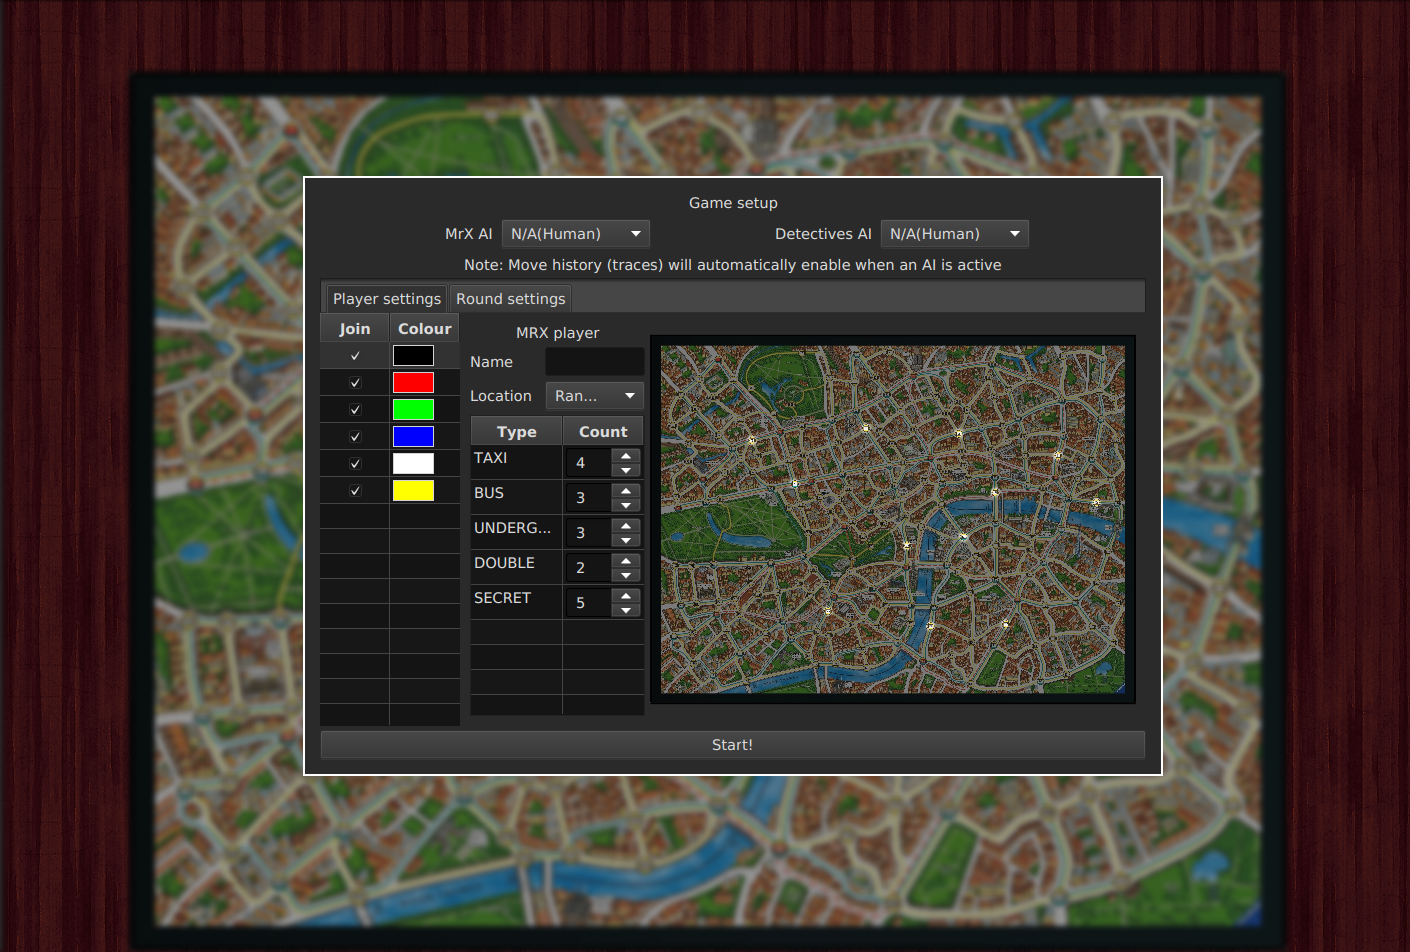 Game setup
MrX AI N/A(Human) Detectives AI N/A(Human)
Note: Move history (traces) will automatically enable when an AI is active
Player settings Round settings
Join Colour
MRX player
Name
Location Ran...
Type Count
TAXI 4
BUS 3
UNDERG... 3
DOUBLE 2
SECRET 5
Start!